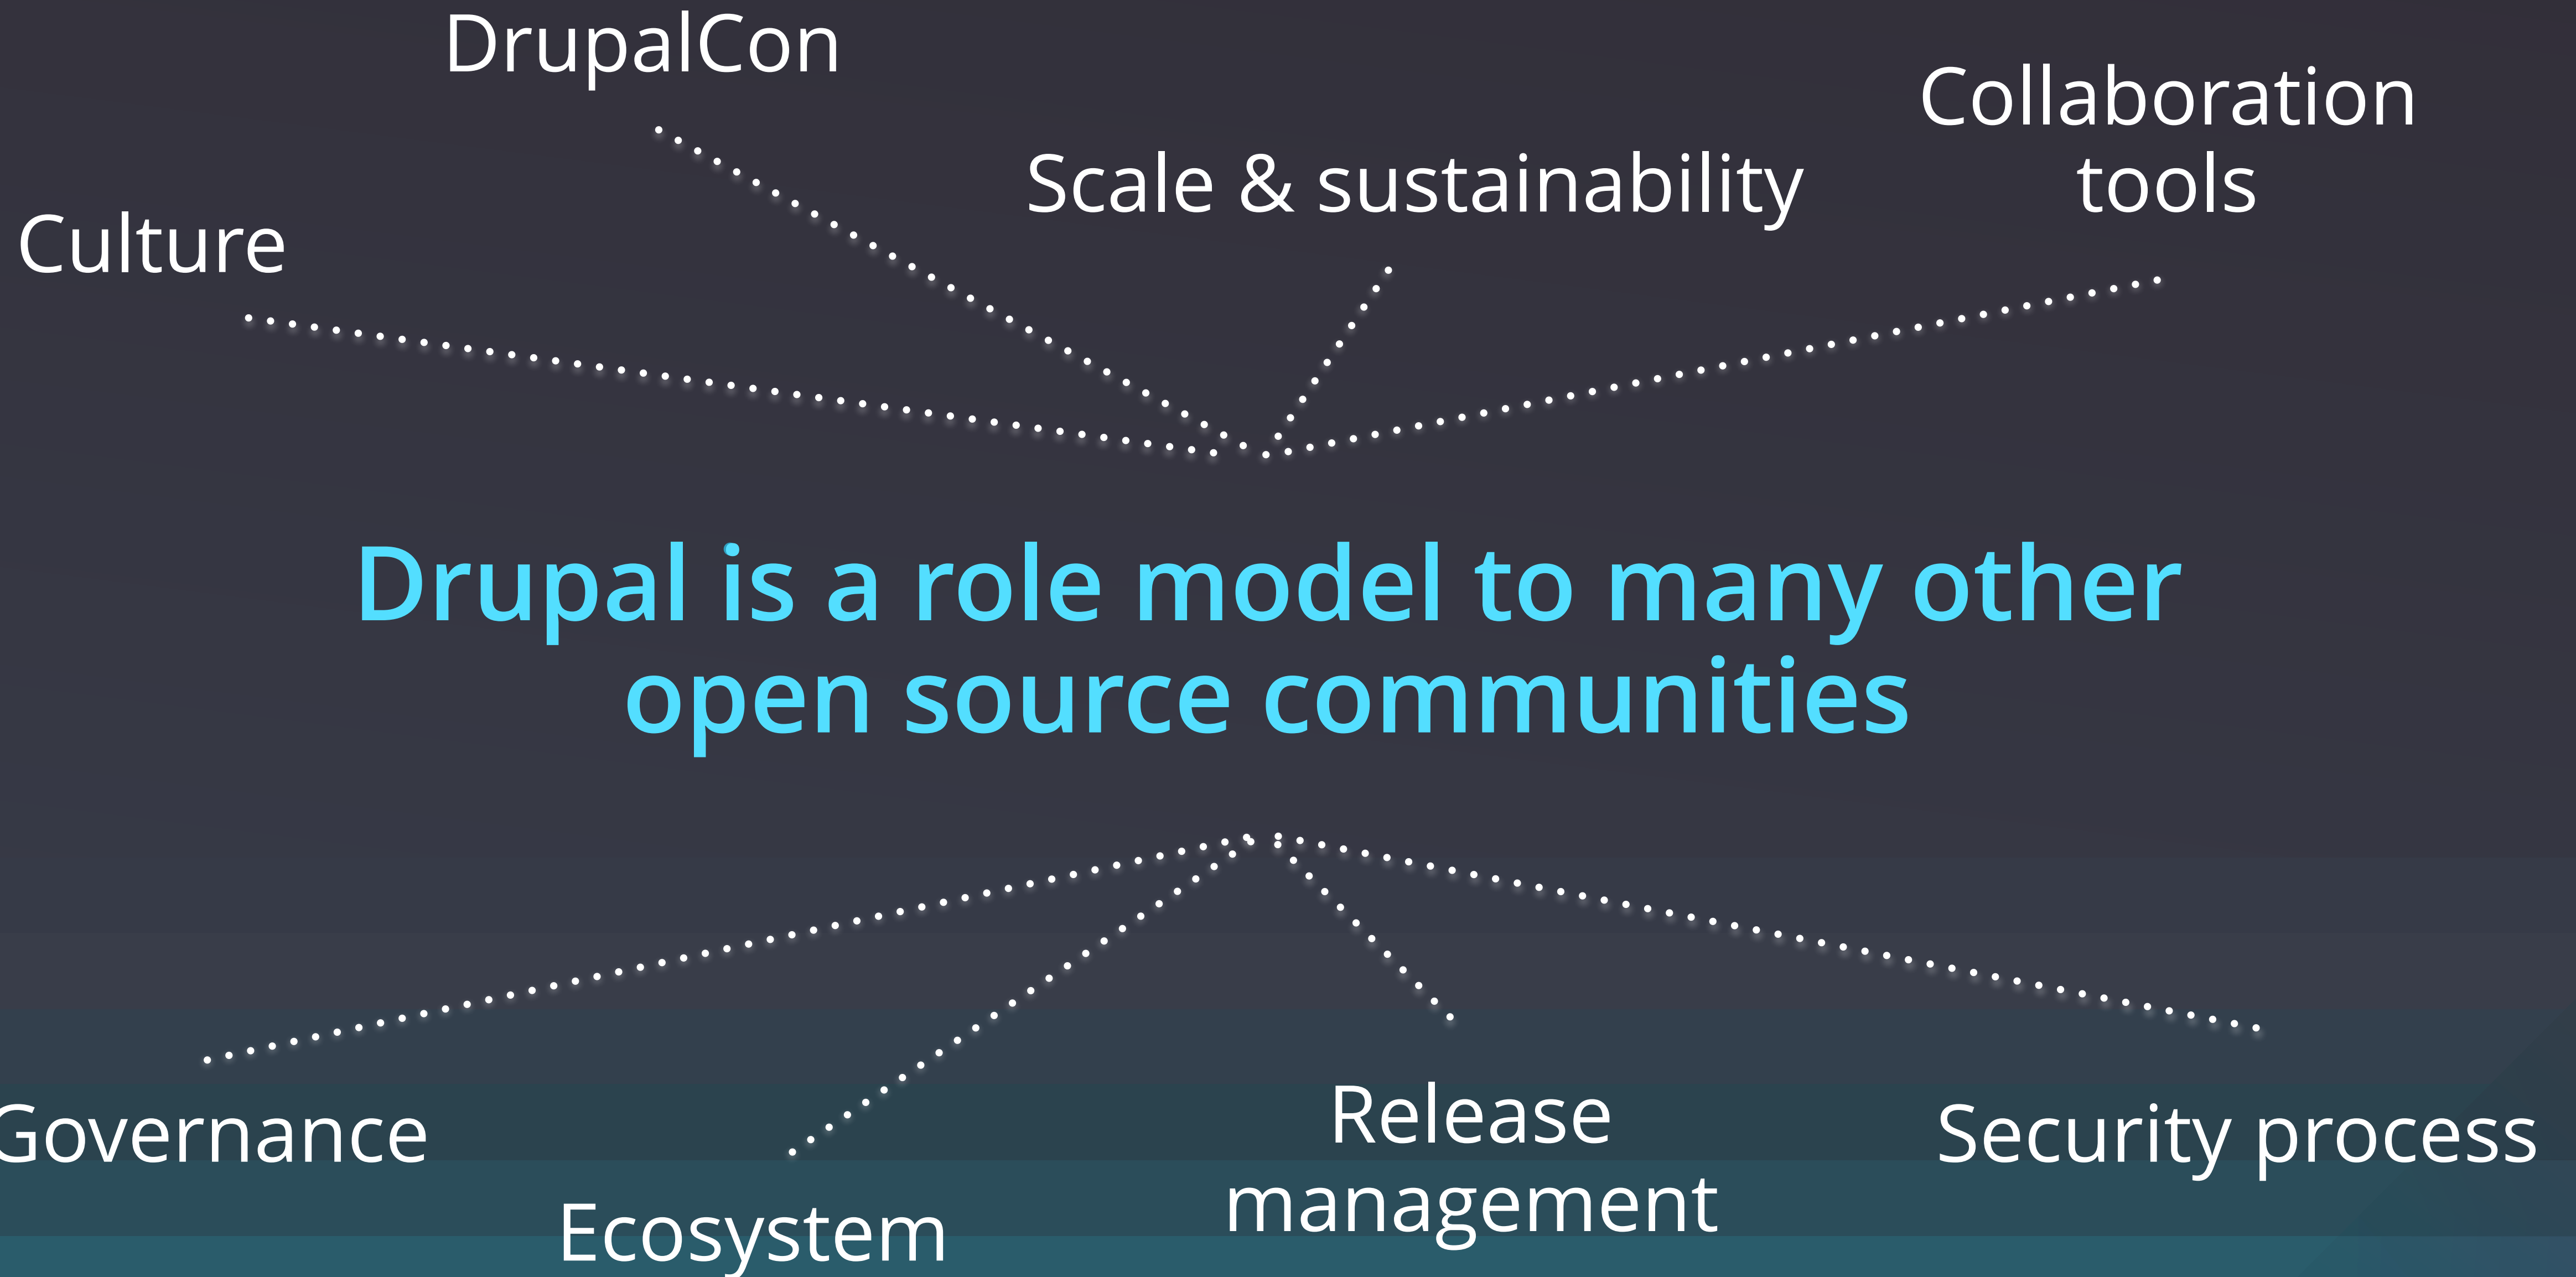 DrupalCon
Collaboration
tools
Scale & sustainability
Culture
Drupal is a role model to many other
open source communities
Governance
Ecosystem
Release
management
Security process